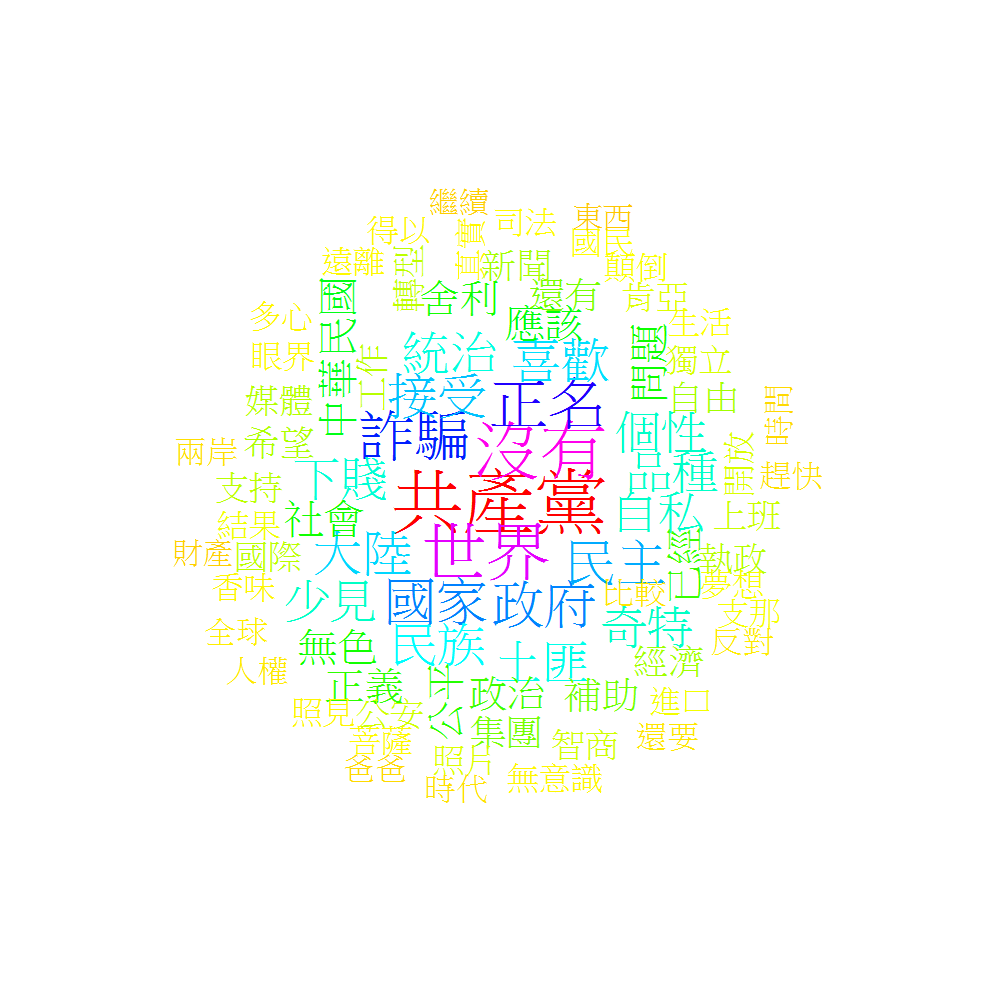 繼續
東西
得以
真實
司法
國民
遠離
轉型
新聞
顛倒
中華民國
舍利
還有
肯亞
多心
應該
生活
眼界
工作
統治
喜歡
問題
獨立
媒體
接受
正名
自由
時間
兩岸
希望
詐騙
沒有
個性
開放
支持
下賤
品種
趕快
結果
社會
共產黨
自私
上班
財產
國際
大陸
世界
民主
已經
執政
香味
少見
國家
政府
比較
夢想
全球
無色
民族
土匪
奇特
支那
反對
人權
正義
公平
政治
補助
經濟
進口
照見
公安
集團
智商
還要
菩薩
爸爸
照片
時代
無意識